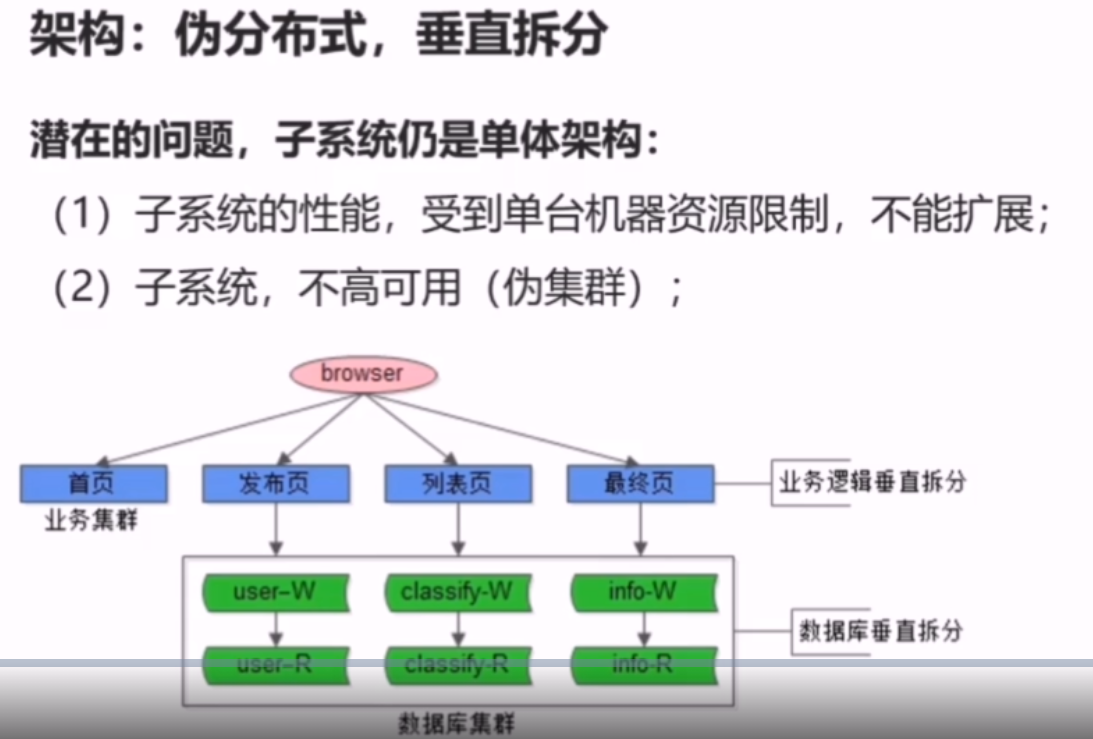 架构：伪分布式，垂直拆分
潜在的问题，子系统仍是单体架构：
（1）子系统的性能，受到单台机器资源限制，不能扩展；
（2）子系统，不高可用（伪集群）；
browser
首页
发布页
列表页
最终页
业务逻辑垂直拆分
业务集群
user-W
classify-W
info-W
数据库垂直拆分
user-R
classify-R
info-R
数据库集群